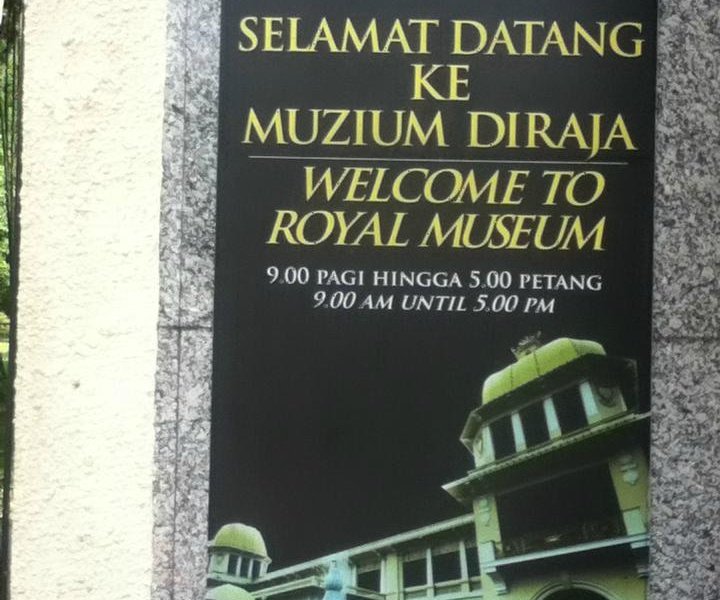 SELAMAT DATANG
KE
MUZIUM DIRAJA
WELCOME TO
ROYAL MUSEUM
9.00 PAGI HINGGA 5.00 PETANG
9.00 AM UNTIL 5.00 PM